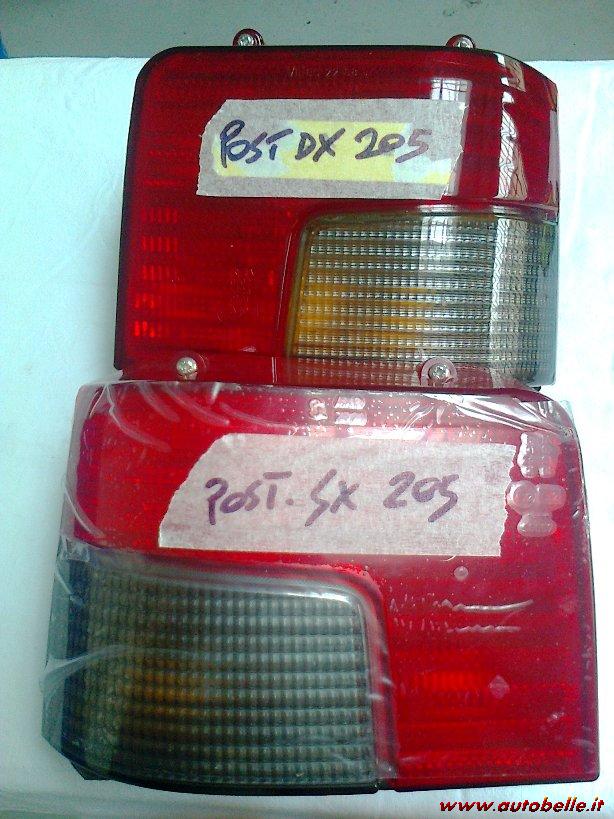 POST DX 205
POST. SX 205
www.autobelle.it